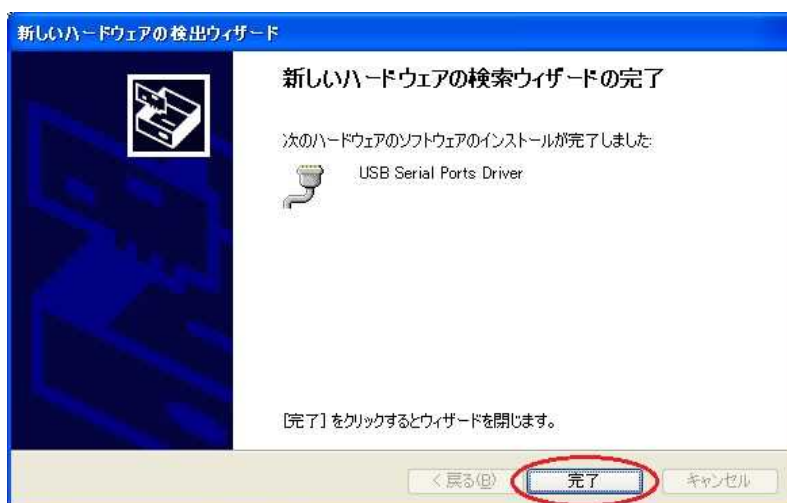 新しいハードウェアの検出ウィザード
新しいハードウェアの検索ウィザードの完了
次のハードウェアのソフトウェアのインストールが完了しました:
USB Serial Ports Driver
[完了] をクリックするとウィザードを閉じます。
< 戻る(B)
完了
キャンセル